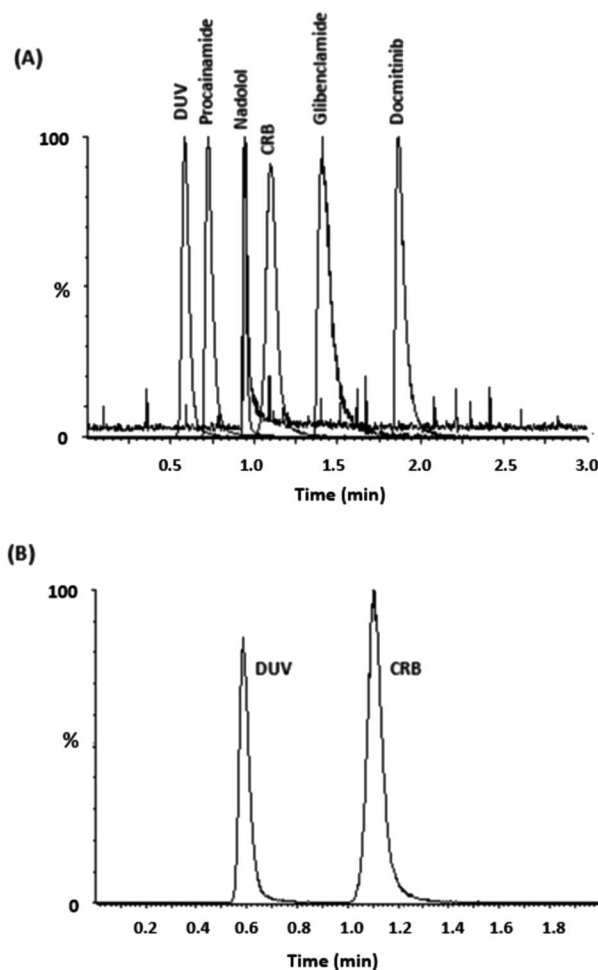 (A)
DUV
Procainamide
Nadolol
CRB
Glibenclamide
Docmitinib
100
%
0
0.5 1.0 1.5 2.0 2.5 3.0
Time (min)
(B)
100
DUV CRB
%
0
0.2 0.4 0.6 0.8 1.0 1.2 1.4 1.6 1.8
Time (min)